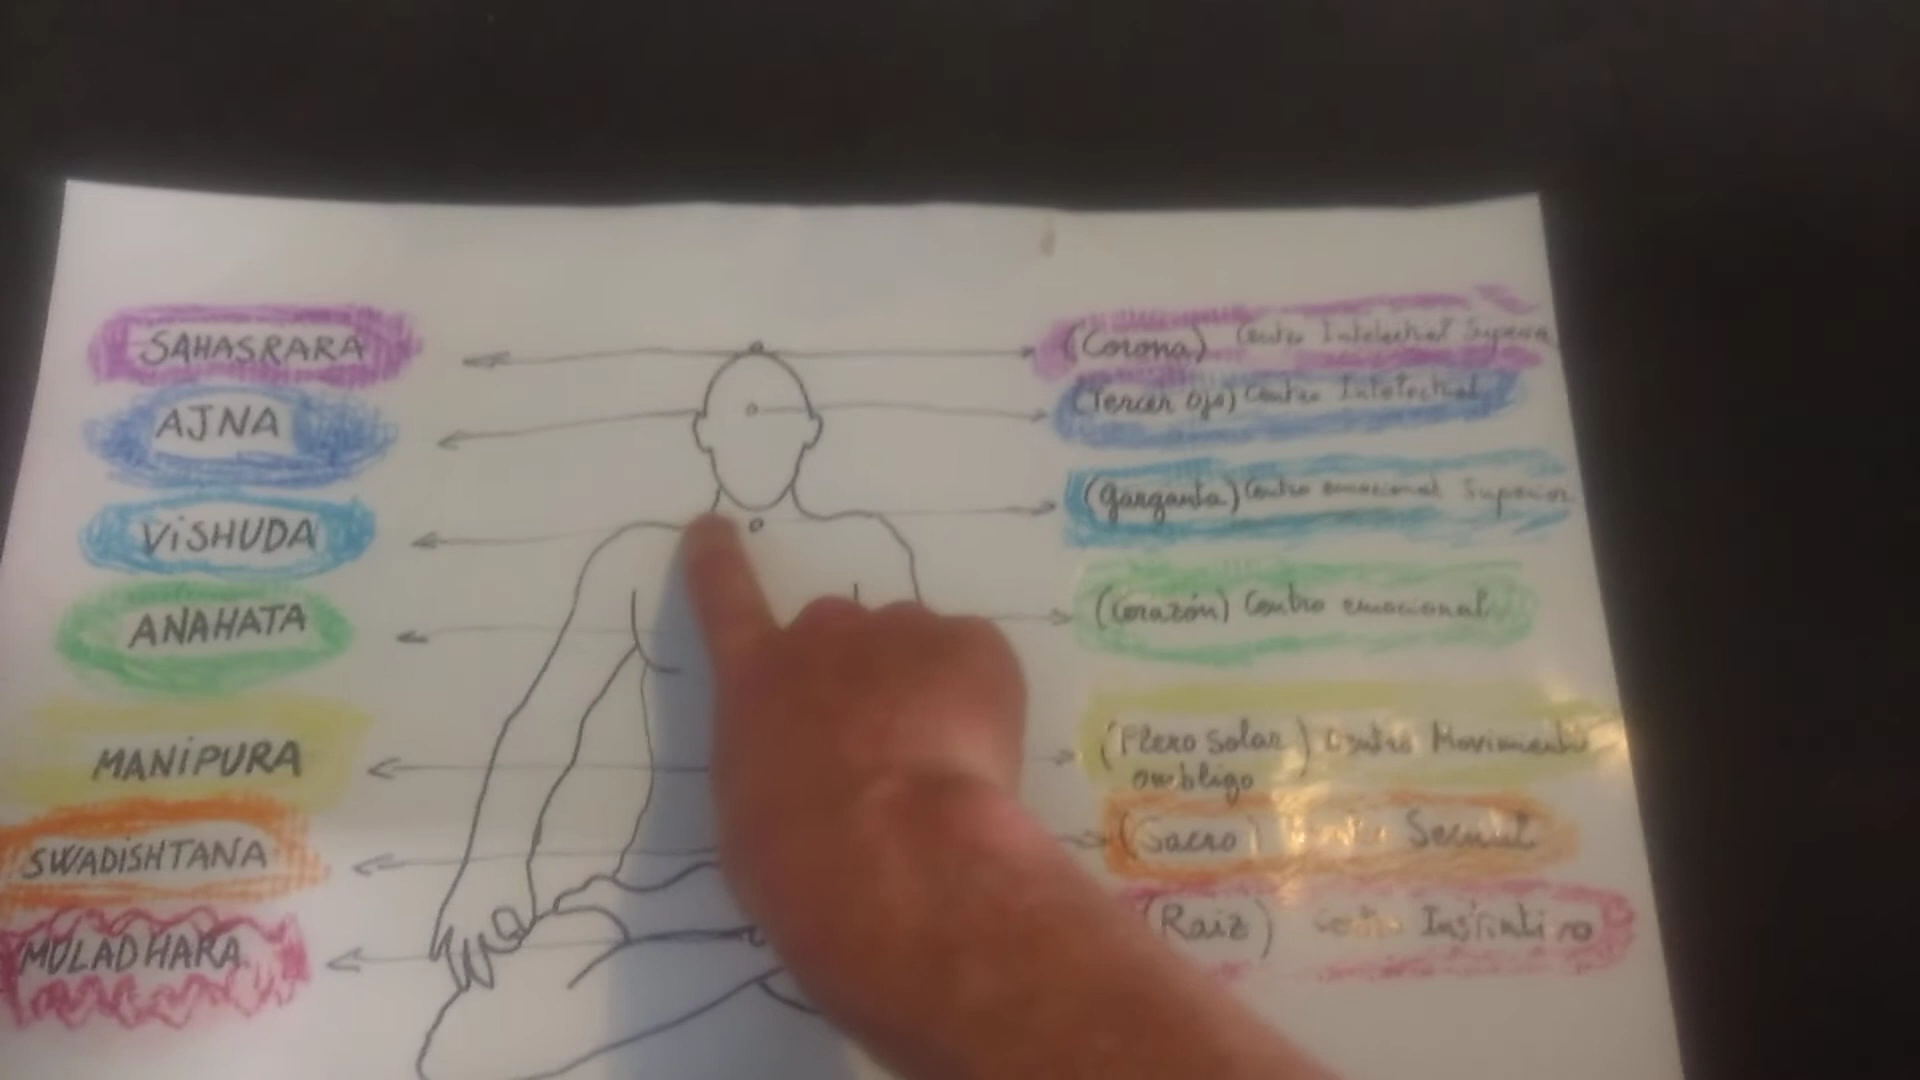 SAHASRARA
(Corona) Centro Intelectual Superior
AJNA
(Tercer Ojo) Centro Intelectual
VISHUDA
(Garganta) Centro emocional Superior
ANAHATA
(Corazón) Centro emocional
MANIPURA
(Plexo Solar) Centro Movimiento
ombligo
SWADISHTANA
(Sacro) Sexual
MULADHARA
(Raiz) Centro Instintivo